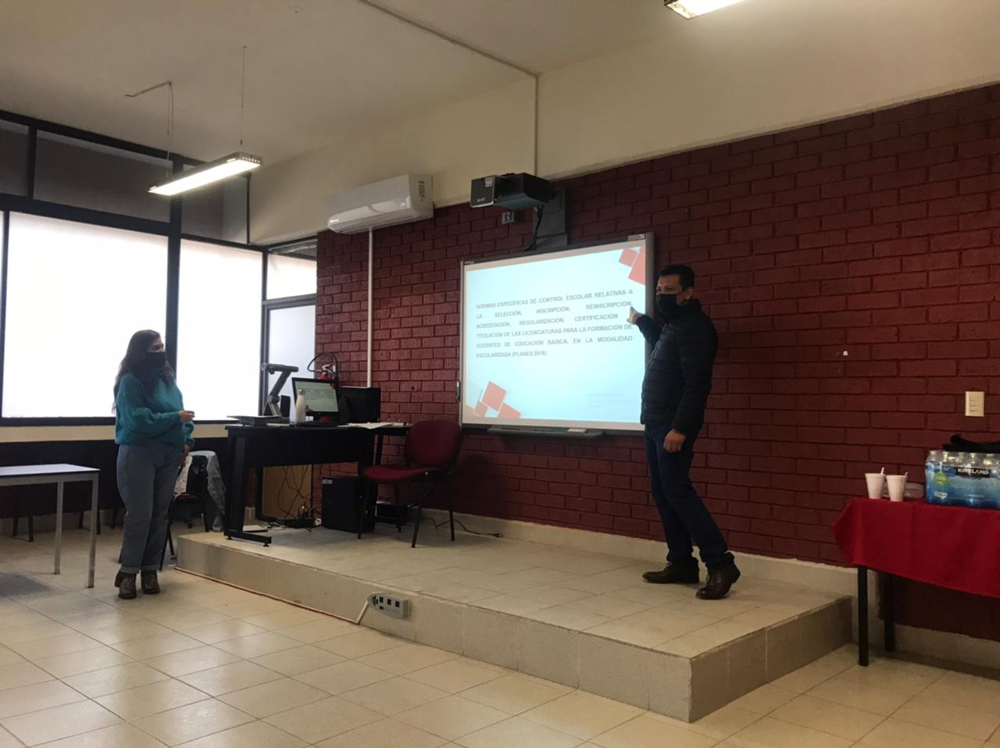 NORMAS ESPECÍFICAS DE CONTROL ESCOLAR RELATIVAS A
LA SELECCIÓN, INSCRIPCIÓN, REINSCRIPCIÓN,
ACREDITACIÓN, REGULARIZACIÓN, CERTIFICACIÓN
TITULACIÓN DE LAS LICENCIATURAS PARA LA FORMACIÓN DE
DOCENTES DE EDUCACIÓN BÁSICA, EN LA MODALIDAD
ESCOLARIZADA (PLANES 2018)
KIRKLAND